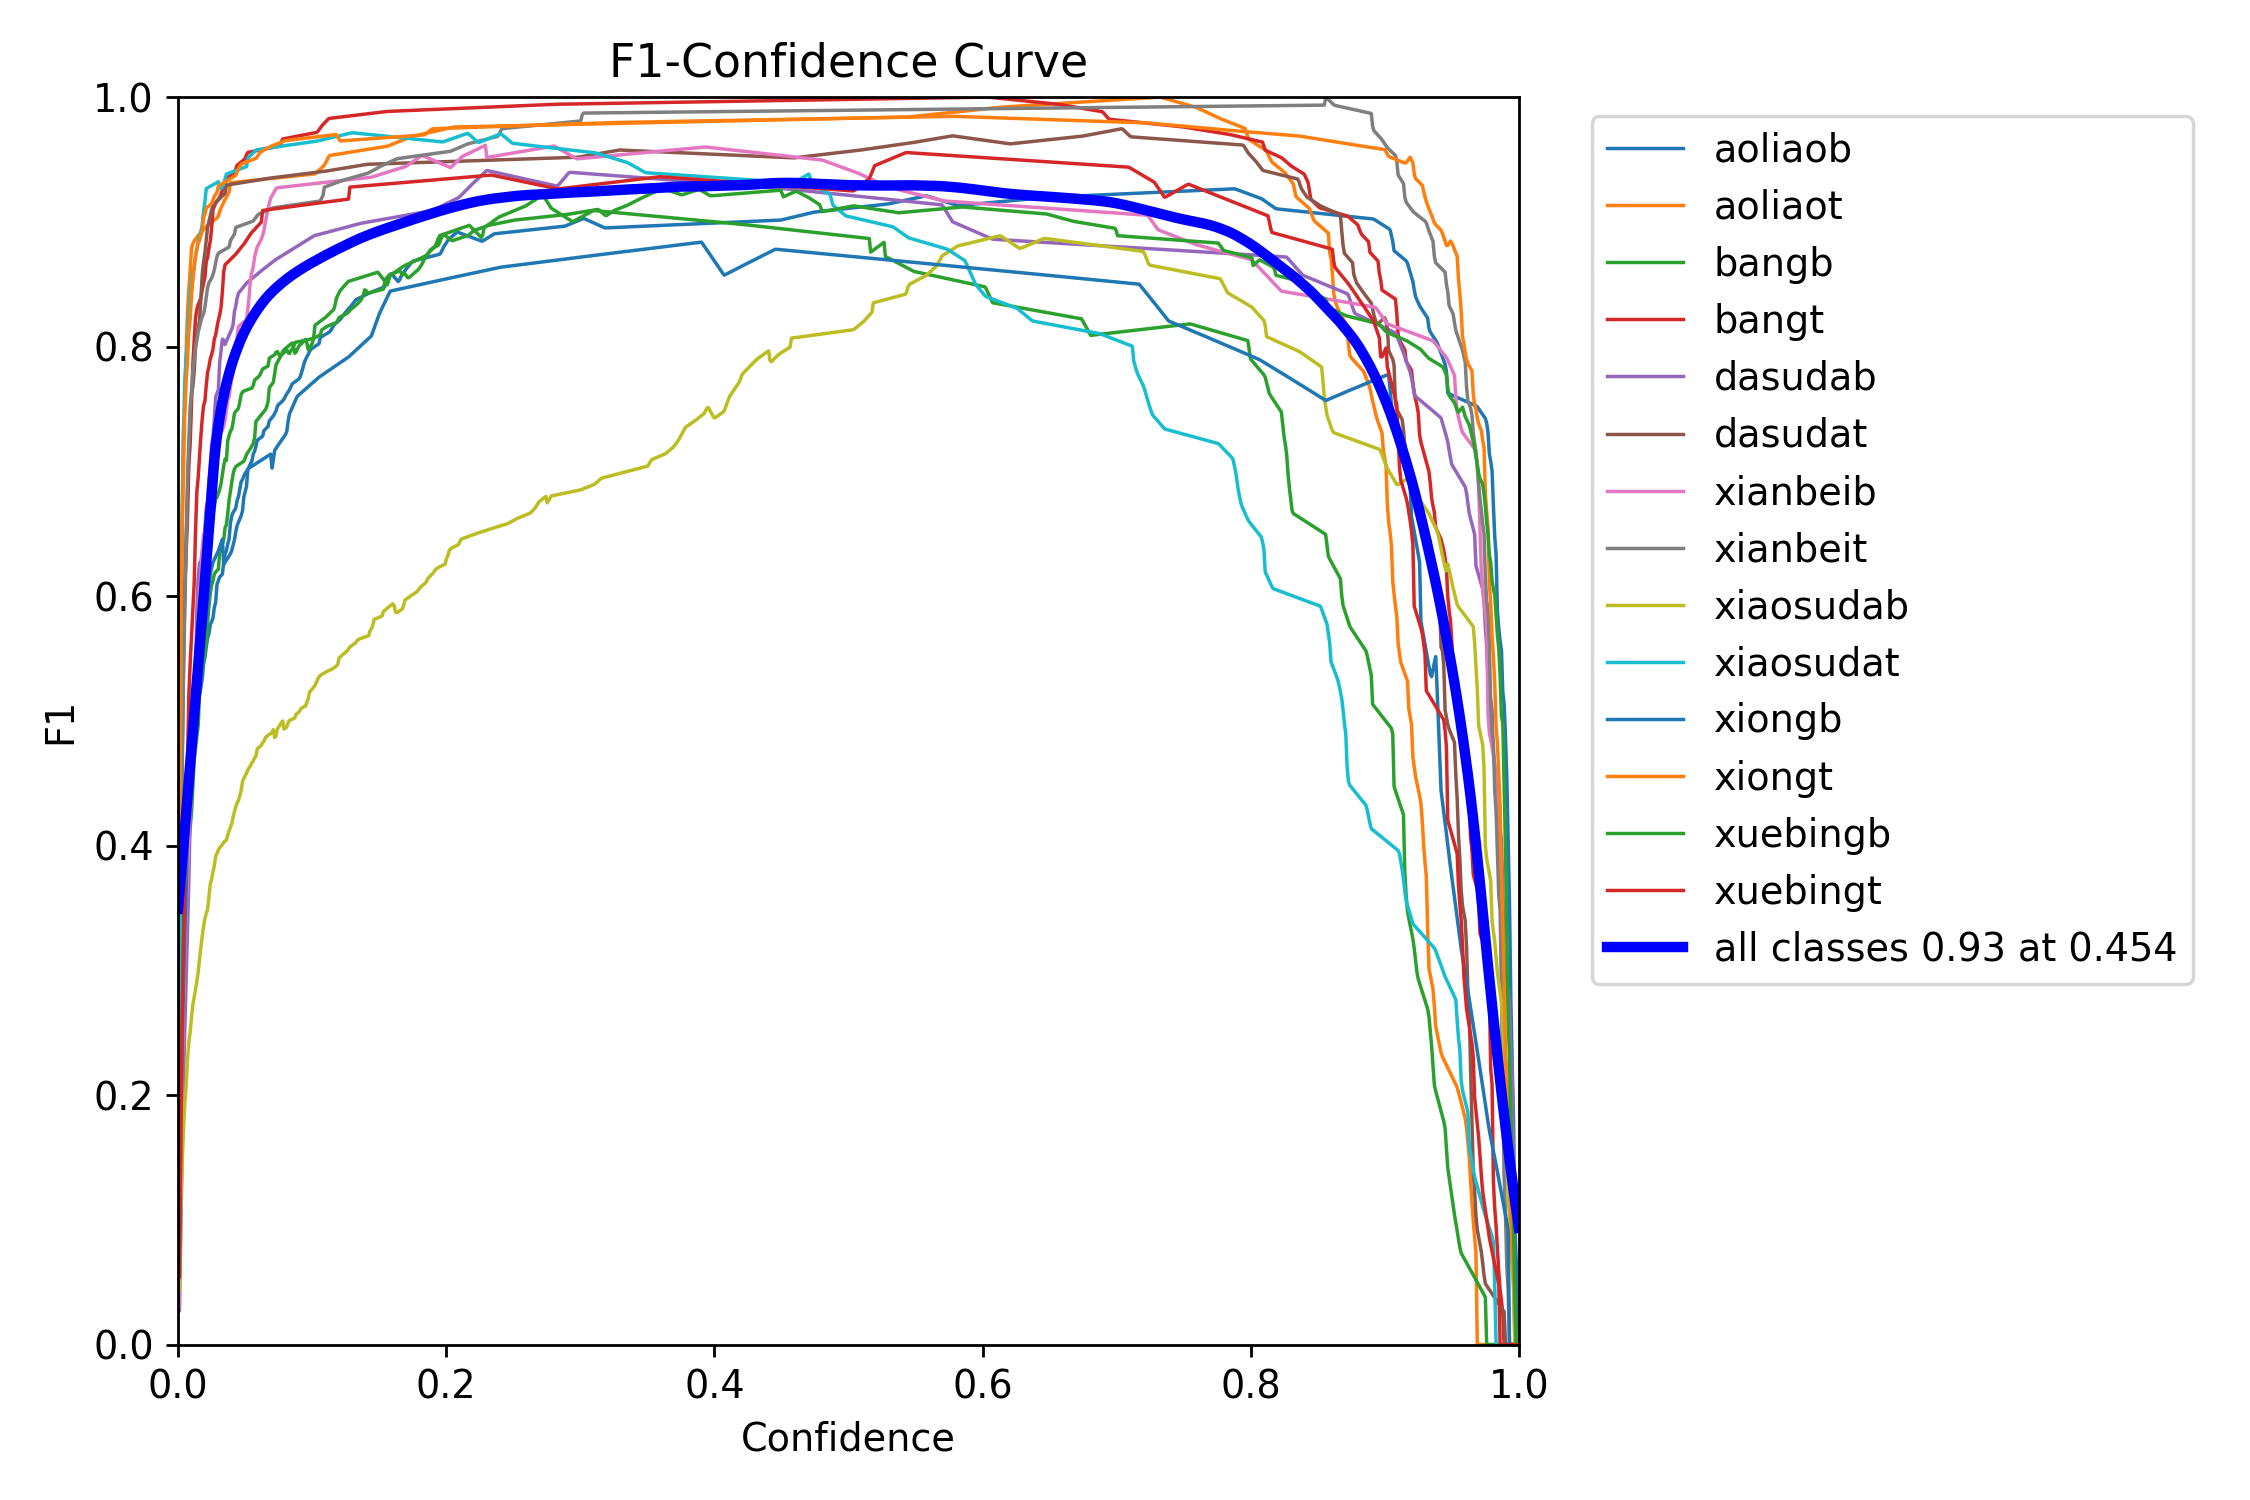 F1-Confidence Curve
1.0
0.8
0.6
0.4
0.2
0.0
F1
0.0 0.2 0.4 0.6 0.8 1.0
Confidence
aoliaob
aoliaot
bangb
bangt
dasudab
dasudat
xianbeib
xianbeit
xiaosudab
xiaosudat
xiongb
xiongt
xuebingb
xuebingt
all classes 0.93 at 0.454